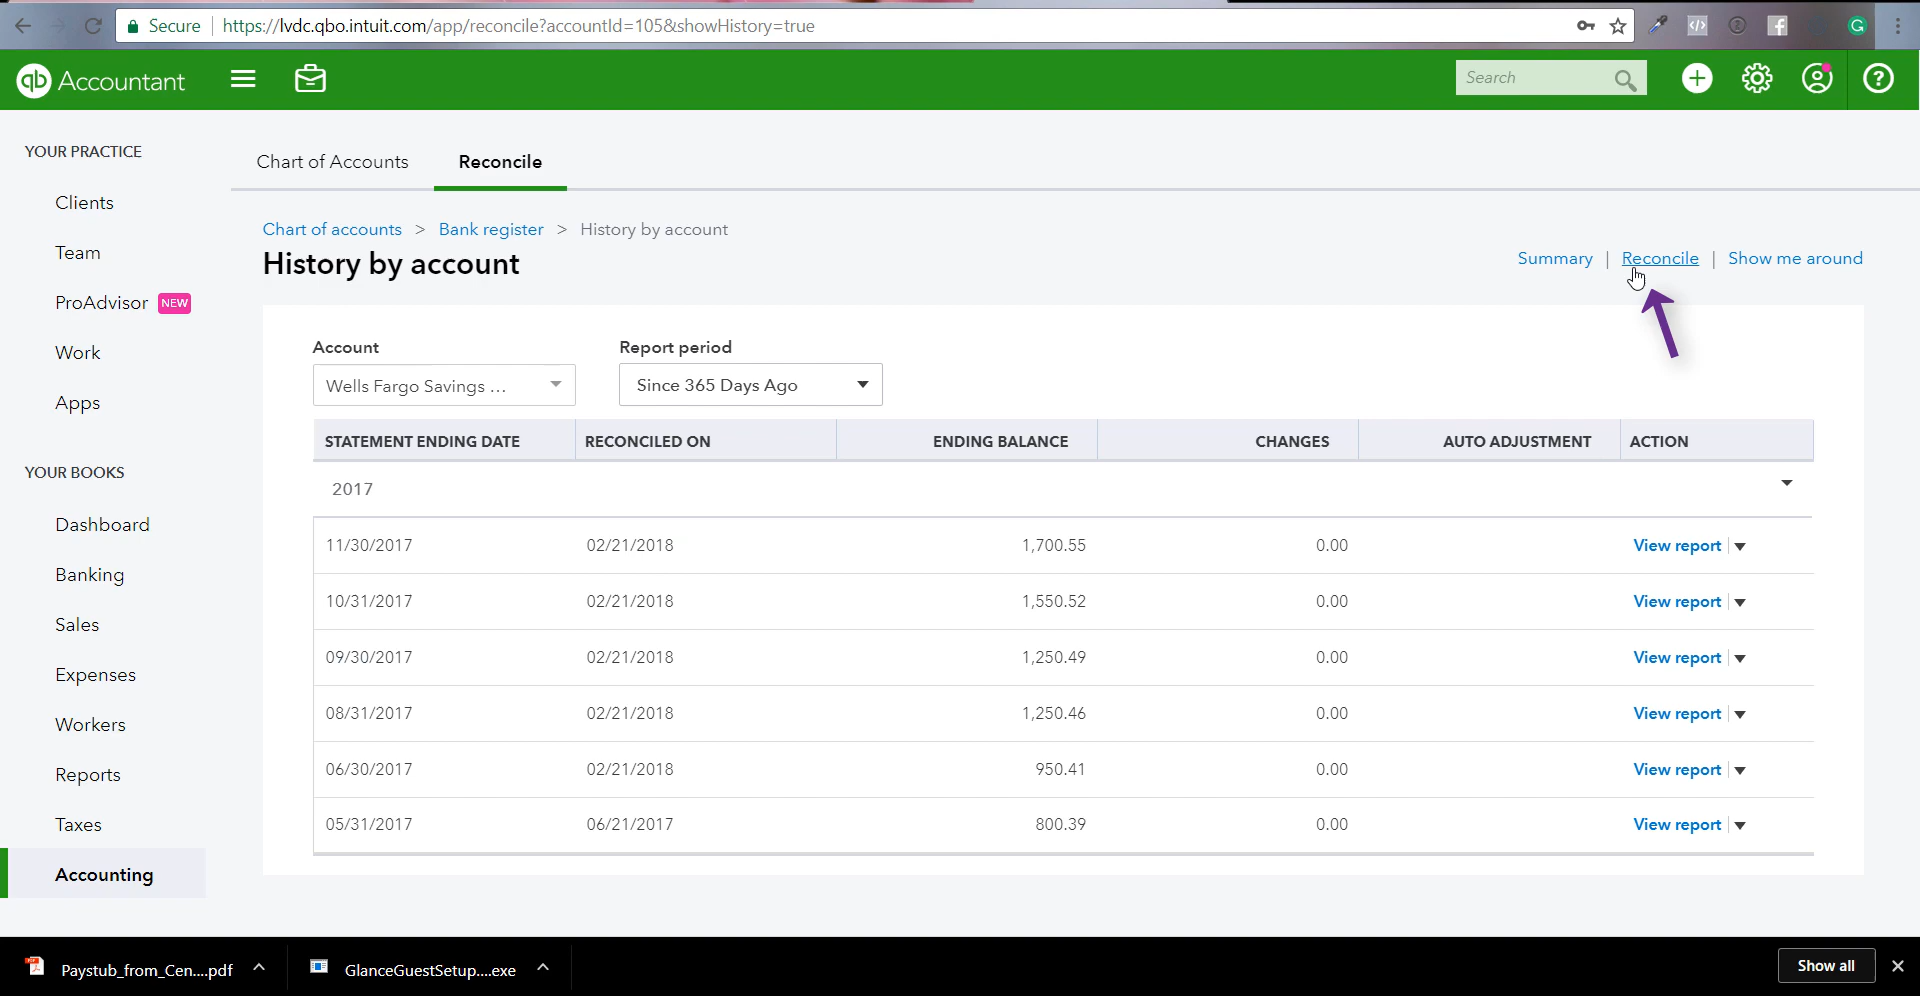 Secure https://lvdc.qbo.intuit.com/app/reconcile?accountId=105&showHistory=true
qb Accountant Search
YOUR PRACTICE
Clients
Team
ProAdvisor NEW
Work
Apps
YOUR BOOKS
Dashboard
Banking
Sales
Expenses
Workers
Reports
Taxes
Accounting
Chart of Accounts Reconcile
Chart of accounts > Bank register > History by account
History by account
Summary | Reconcile | Show me around
Account Report period
Wells Fargo Savings ... Since 365 Days Ago
STATEMENT ENDING DATE RECONCILED ON ENDING BALANCE CHANGES AUTO ADJUSTMENT ACTION
2017
11/30/2017 02/21/2018 1,700.55 0.00 View report
10/31/2017 02/21/2018 1,550.52 0.00 View report
09/30/2017 02/21/2018 1,250.49 0.00 View report
08/31/2017 02/21/2018 1,250.46 0.00 View report
06/30/2017 02/21/2018 950.41 0.00 View report
05/31/2017 06/21/2017 800.39 0.00 View report
Paystub_from_Cen....pdf GlanceGuestSetup....exe Show all